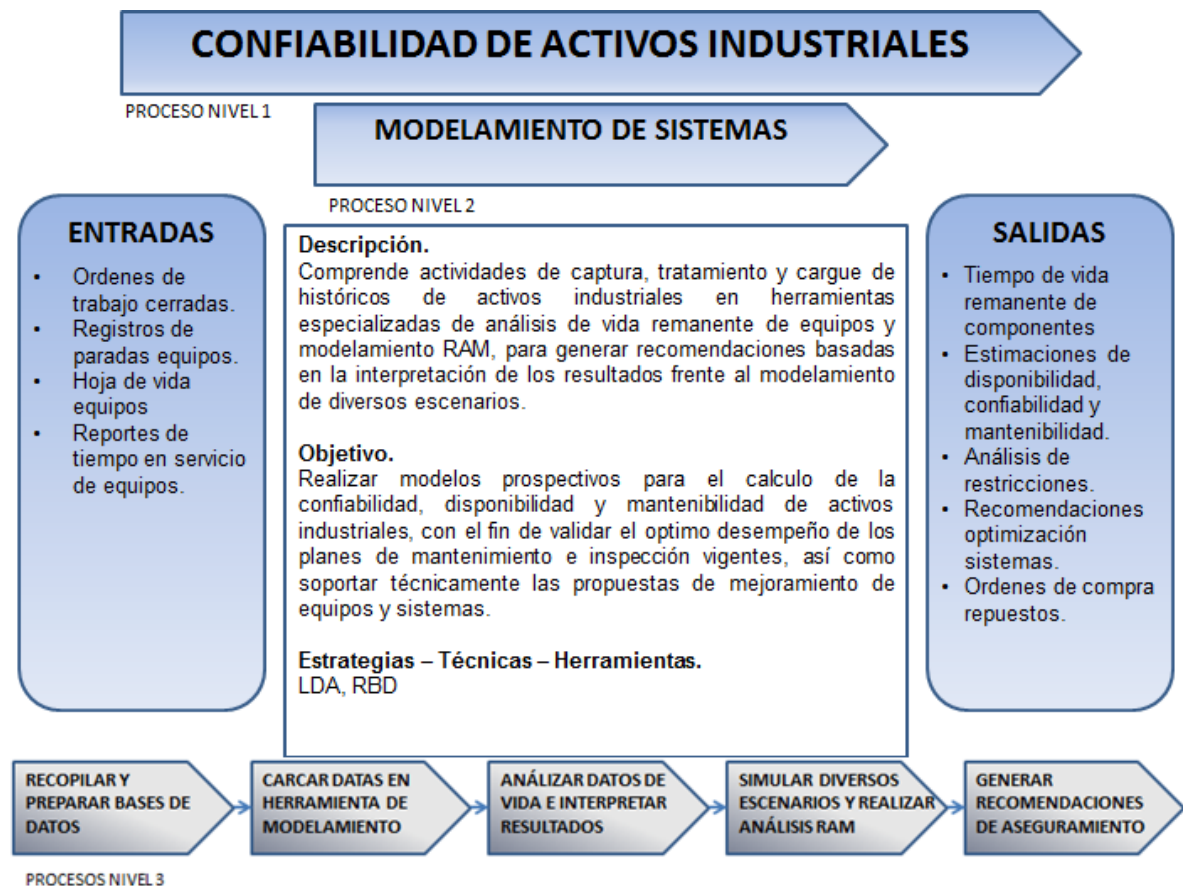 CONFIABILIDAD DE ACTIVOS INDUSTRIALES
PROCESO NIVEL 1
MODELAMIENTO DE SISTEMAS
PROCESO NIVEL 2
ENTRADAS
• Ordenes de
trabajo cerradas.
• Registros de
paradas equipos.
• Hoja de vida
equipos
• Reportes de
tiempo en servicio
de equipos.
Descripción.
Comprende actividades de captura, tratamiento y cargue de
históricos de activos industriales en herramientas
especializadas de análisis de vida remanente de equipos y
modelamiento RAM, para generar recomendaciones basadas
en la interpretación de los resultados frente al modelamiento
de diversos escenarios.
Objetivo.
Realizar modelos prospectivos para el calculo de la
confiabilidad, disponibilidad y mantenibilidad de activos
industriales, con el fin de validar el optimo desempeño de los
planes de mantenimiento e inspección vigentes, así como
soportar técnicamente las propuestas de mejoramiento de
equipos y sistemas.
Estrategias – Técnicas – Herramientas.
LDA, RBD
SALIDAS
• Tiempo de vida
remanente de
componentes
• Estimaciones de
disponibilidad,
confiabilidad y
mantenibilidad.
• Análisis de
restricciones.
• Recomendaciones
optimización
sistemas.
• Ordenes de compra
repuestos.
RECOPILAR Y
PREPARAR BASES DE
DATOS
CARCAR DATAS EN
HERRAMIENTA DE
MODELAMIENTO
ANÁLIZAR DATOS DE
VIDA E INTERPRETAR
RESULTADOS
SIMULAR DIVERSOS
ESCENARIOS Y REALIZAR
ANÁLISIS RAM
GENERAR
RECOMENDACIONES
DE ASEGURAMIENTO
PROCESOS NIVEL 3